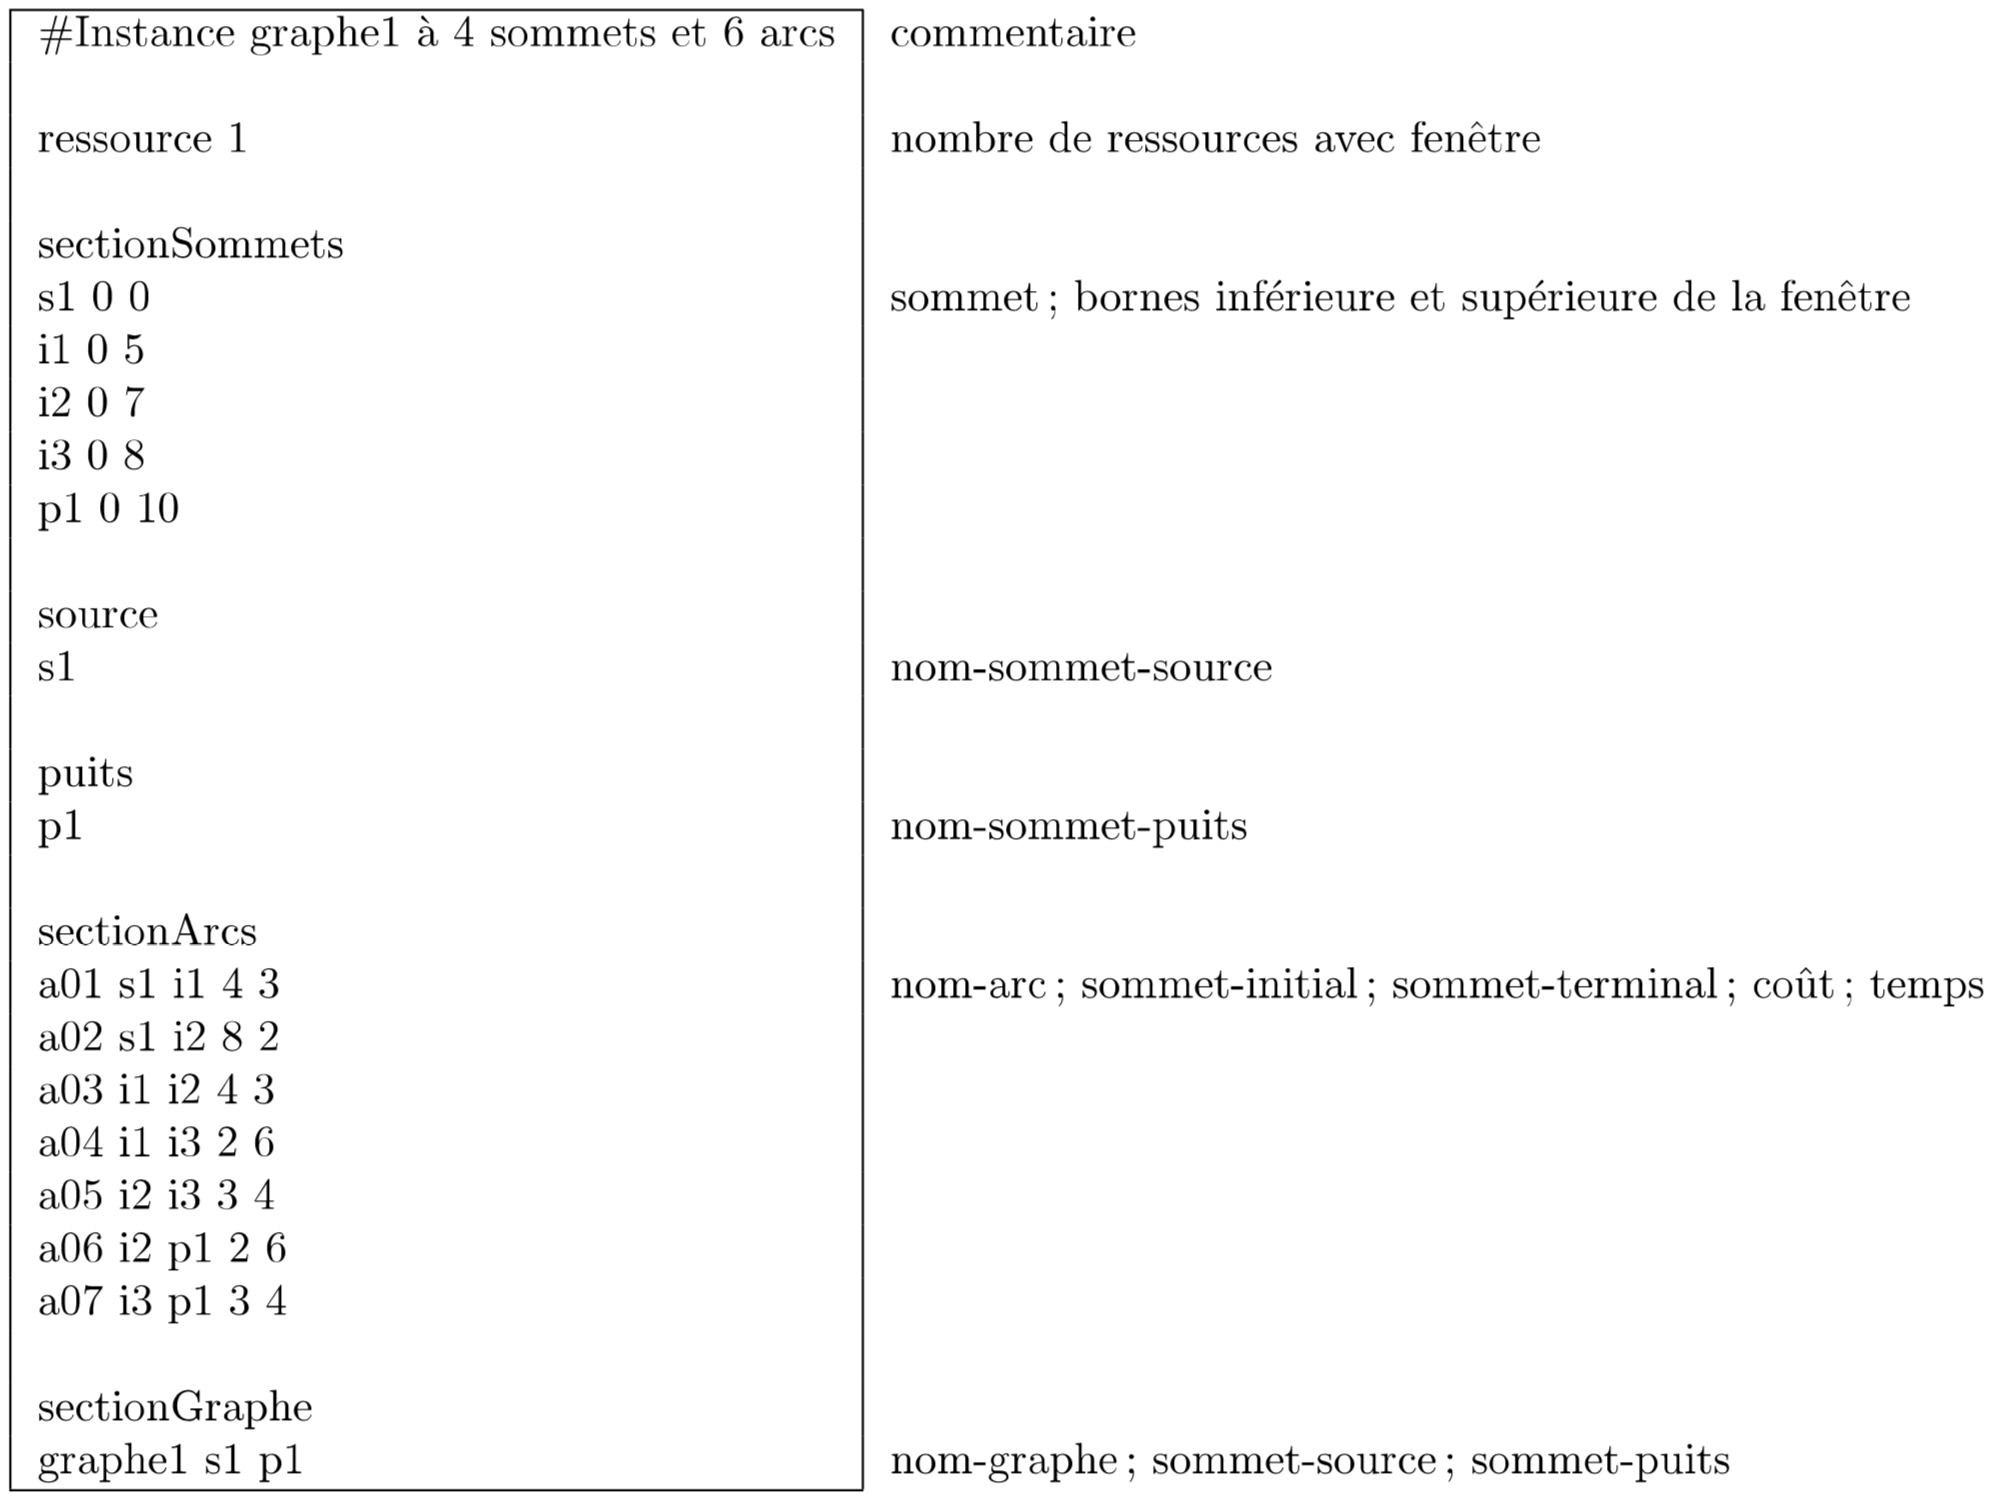 #Instance graphe1 à 4 sommets et 6 arcs commentaire
ressource 1 nombre de ressources avec fenêtre
sectionSommets
s1 0 0 sommet ; bornes inférieure et supérieure de la fenêtre
i1 0 5
i2 0 7
i3 0 8
p1 0 10
source
s1 nom-sommet-source
puits
p1 nom-sommet-puits
sectionArcs
a01 s1 i1 4 3 nom-arc ; sommet-initial ; sommet-terminal ; coût ; temps
a02 s1 i2 8 2
a03 i1 i2 4 3
a04 i1 i3 2 6
a05 i2 i3 3 4
a06 i2 p1 2 6
a07 i3 p1 3 4
sectionGraphe
graphe1 s1 p1 nom-graphe ; sommet-source ; sommet-puits